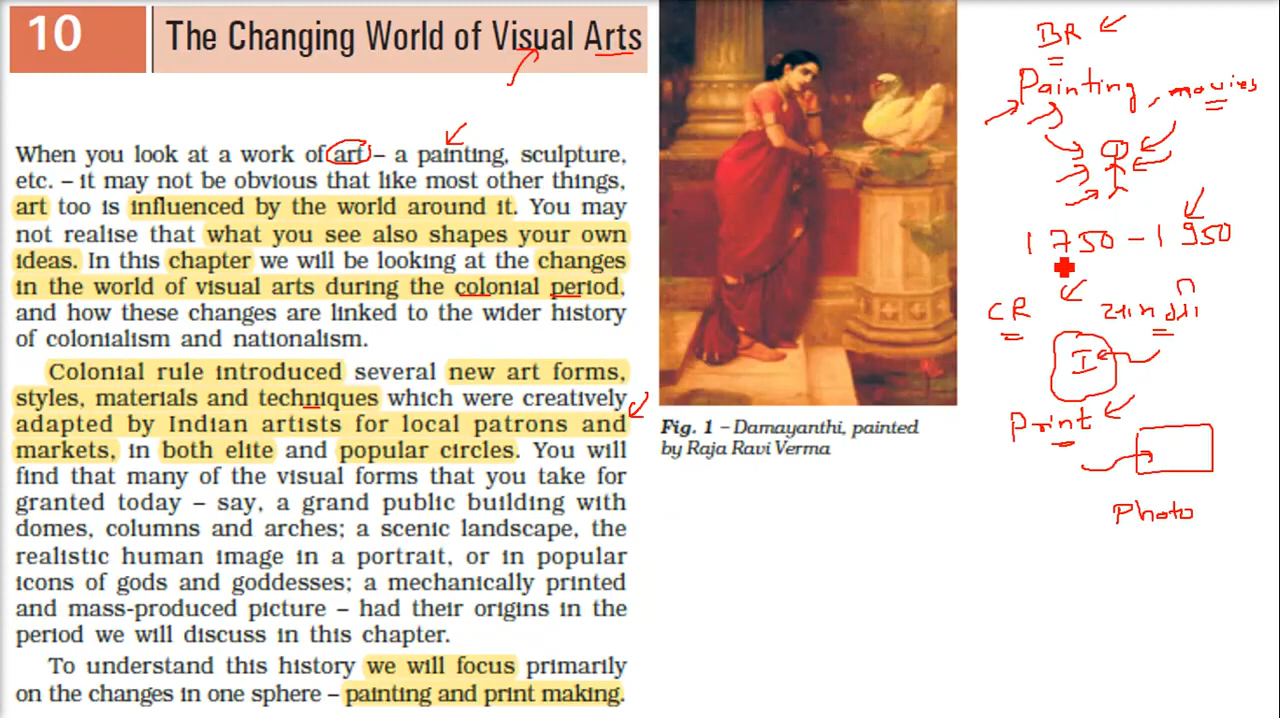 10 The Changing World of Visual Arts
When you look at a work of art – a painting, sculpture,
etc. – it may not be obvious that like most other things,
art too is influenced by the world around it. You may
not realise that what you see also shapes your own
ideas. In this chapter we will be looking at the changes
in the world of visual arts during the colonial period,
and how these changes are linked to the wider history
of colonialism and nationalism.
Colonial rule introduced several new art forms,
styles, materials and techniques which were creatively
adapted by Indian artists for local patrons and
markets, in both elite and popular circles. You will
find that many of the visual forms that you take for
granted today – say, a grand public building with
domes, columns and arches; a scenic landscape, the
realistic human image in a portrait, or in popular
icons of gods and goddesses; a mechanically printed
and mass-produced picture – had their origins in the
period we will discuss in this chapter.
To understand this history we will focus primarily
on the changes in one sphere – painting and print making.
Fig. 1 – Damayanthi, painted
by Raja Ravi Verma
BR
Painting, movies
1750-1950
CR
I
Print
Photo